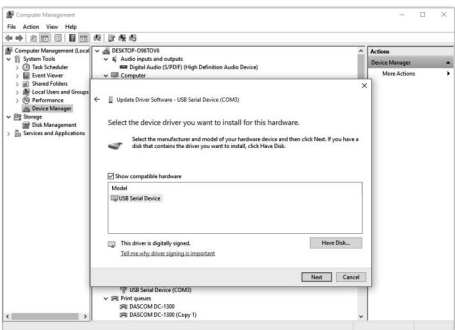 Computer Management
File Action View Help
Computer Management (Local
System Tools
Task Scheduler
Event Viewer
Shared Folders
Local Users and Groups
Performance
Device Manager
Storage
Disk Management
Services and Applications
DESKTOP-O96TOV6
Audio inputs and outputs
Digital Audio (S/PDIF) (High Definition Audio Device)
Computer
Update Driver Software - USB Serial Device (COM3)
Select the device driver you want to install for this hardware.
Select the manufacturer and model of your hardware device and then click Next. If you have a
disk that contains the driver you want to install, click Have Disk.
Show compatible hardware
Model
USB Serial Device
This driver is digitally signed.
Tell me why driver signing is important
Have Disk...
Next Cancel
USB Serial Device (COM3)
Print queues
DASCOM DC-1300
DASCOM DC-1300 (Copy 1)
Actions
Device Manager
More Actions